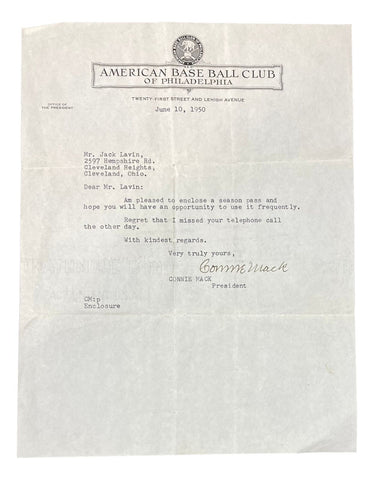 AMERICAN BASE BALL CLUB
OF PHILADELPHIA
OFFICE OF
THE PRESIDENT
TWENTY-FIRST STREET AND LEHIGH AVENUE
June 10, 1950
Mr. Jack Lavin,
2597 Hampshire Rd.
Cleveland Heights,
Cleveland, Ohio.
Dear Mr. Lavin:
Am pleased to enclose a season pass and
hope you will have an opportunity to use it frequently.
Regret that I missed your telephone call
the other day.
With kindest regards.
Very truly yours,
Connie Mack
CONNIE MACK
President
CM:p
Enclosure